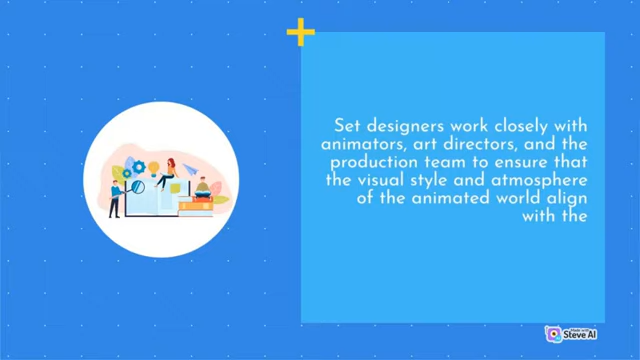 Set designers work closely with
animators, art directors, and the
production team to ensure that
the visual style and atmosphere
of the animated world align
with the
Made with
Steve AI